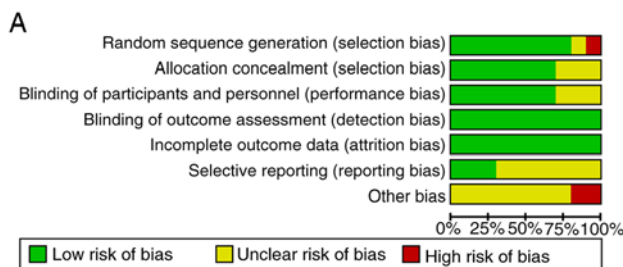 A
Random sequence generation (selection bias)
Allocation concealment (selection bias)
Blinding of participants and personnel (performance bias)
Blinding of outcome assessment (detection bias)
Incomplete outcome data (attrition bias)
Selective reporting (reporting bias)
Other bias
0% 25% 50% 75% 100%
Low risk of bias Unclear risk of bias High risk of bias